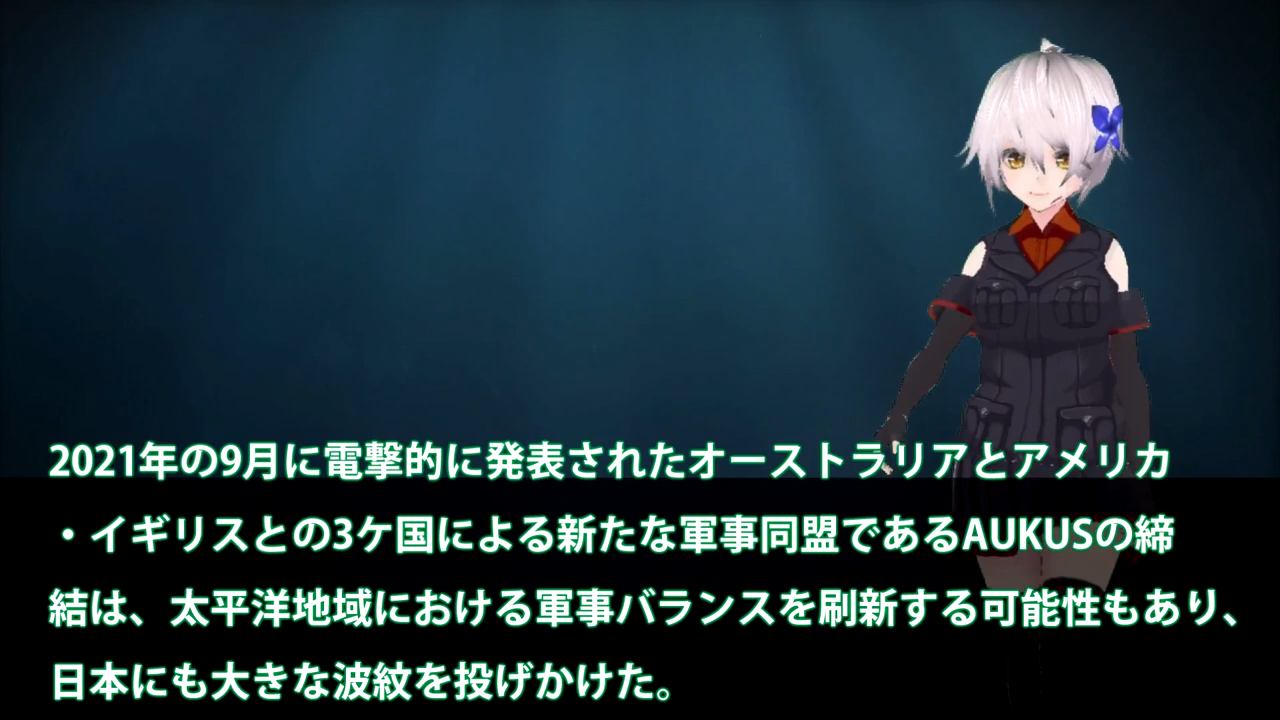 2021年の9月に電撃的に発表されたオーストラリアとアメリカ
・イギリスとの3ケ国による新たな軍事同盟であるAUKUSの締
結は、太平洋地域における軍事バランスを刷新する可能性もあり、
日本にも大きな波紋を投げかけた。